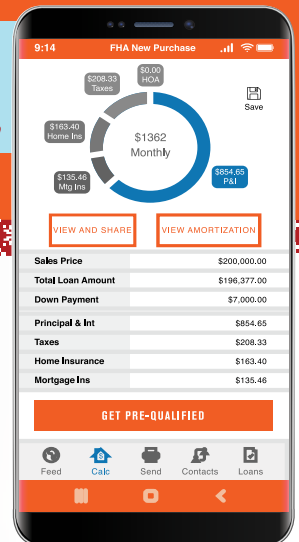 9:14 FHA New Purchase
$0.00
HOA
$208.33
Taxes
Save
$163.40
Home Ins
$1362
Monthly
$135.46
Mtg Ins
$854.65
P&I
VIEW AND SHARE VIEW AMORTIZATION
Sales Price $200,000.00
Total Loan Amount $196,377.00
Down Payment $7,000.00
Principal & Int $854.65
Taxes $208.33
Home Insurance $163.40
Mortgage Ins $135.46
GET PRE-QUALIFIED
Feed Calc Send Contacts Loans